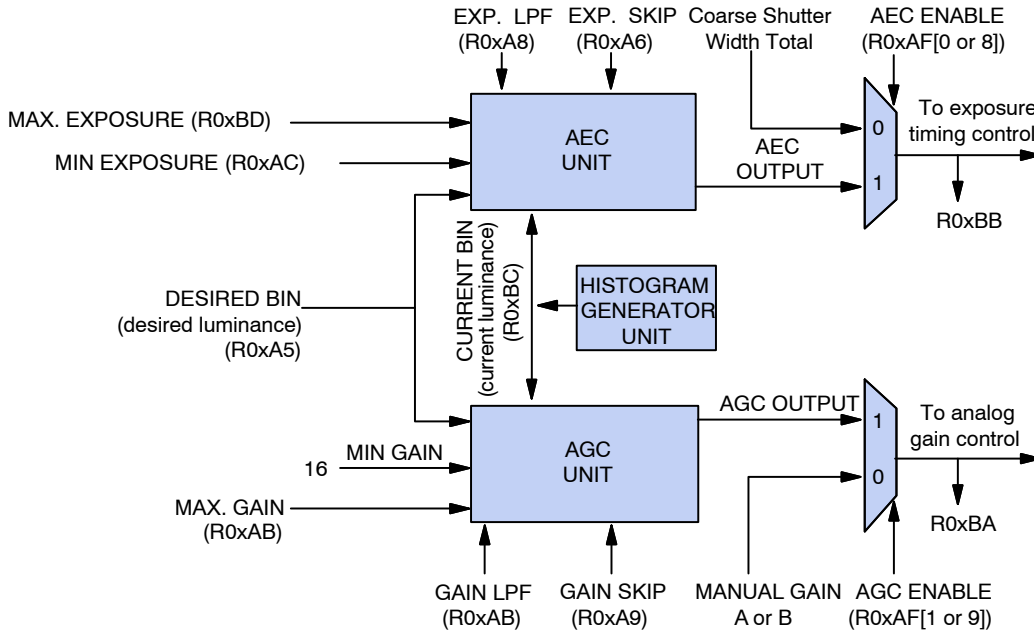 EXP. LPF
(R0xA8)
EXP. SKIP
(R0xA6)
Coarse Shutter
Width Total
AEC ENABLE
(R0xAF[0 or 8])
MAX. EXPOSURE (R0xBD)
MIN EXPOSURE (R0xAC)
AEC
UNIT
AEC
OUTPUT
0
1
To exposure
timing control
R0xBB
DESIRED BIN
(desired luminance)
(R0xA5)
CURRENT BIN
(current luminance)
(R0xBC)
HISTOGRAM
GENERATOR
UNIT
16
MIN GAIN
MAX. GAIN
(R0xAB)
AGC
UNIT
AGC OUTPUT
1
0
To analog
gain control
R0xBA
GAIN LPF
(R0xAB)
GAIN SKIP
(R0xA9)
MANUAL GAIN
A or B
AGC ENABLE
(R0xAF[1 or 9])